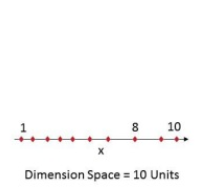 1 8 10
x
Dimension Space = 10 Units